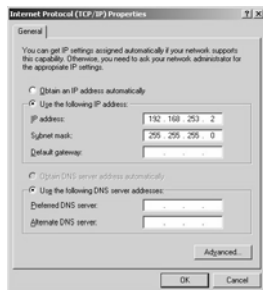 Internet Protocol (TCP/IP) Properties
General
You can get IP settings assigned automatically if your network supports
this capability. Otherwise, you need to ask your network administrator for
the appropriate IP settings.
Obtain an IP address automatically
Use the following IP address:
IP address: 192 . 168 . 253 . 2
Subnet mask: 255 . 255 . 255 . 0
Default gateway: . . .
Obtain DNS server address automatically
Use the following DNS server addresses:
Preferred DNS server: . . .
Alternate DNS server: . . .
Advanced...
OK Cancel